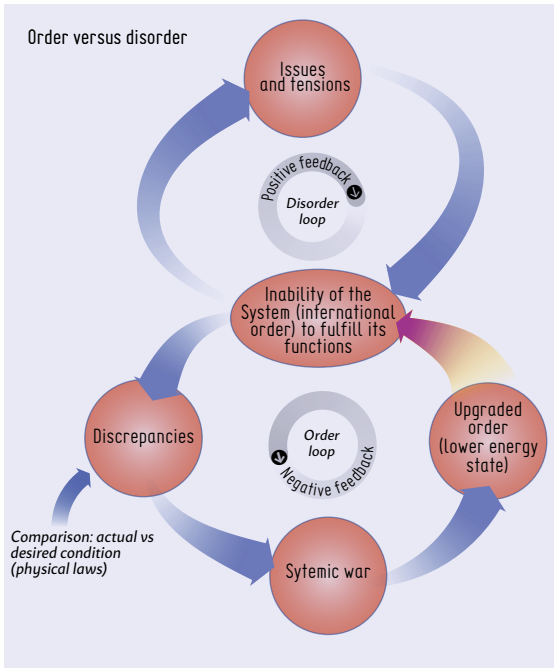 Order versus disorder
Issues
and tensions
Positive feedback
Disorder
loop
Inability of the
System (international
order) to fulfill its
functions
Discrepancies
Order
loop
Negative feedback
Upgraded
order
(lower energy
state)
Comparison: actual vs
desired condition
(physical laws)
Sytemic war